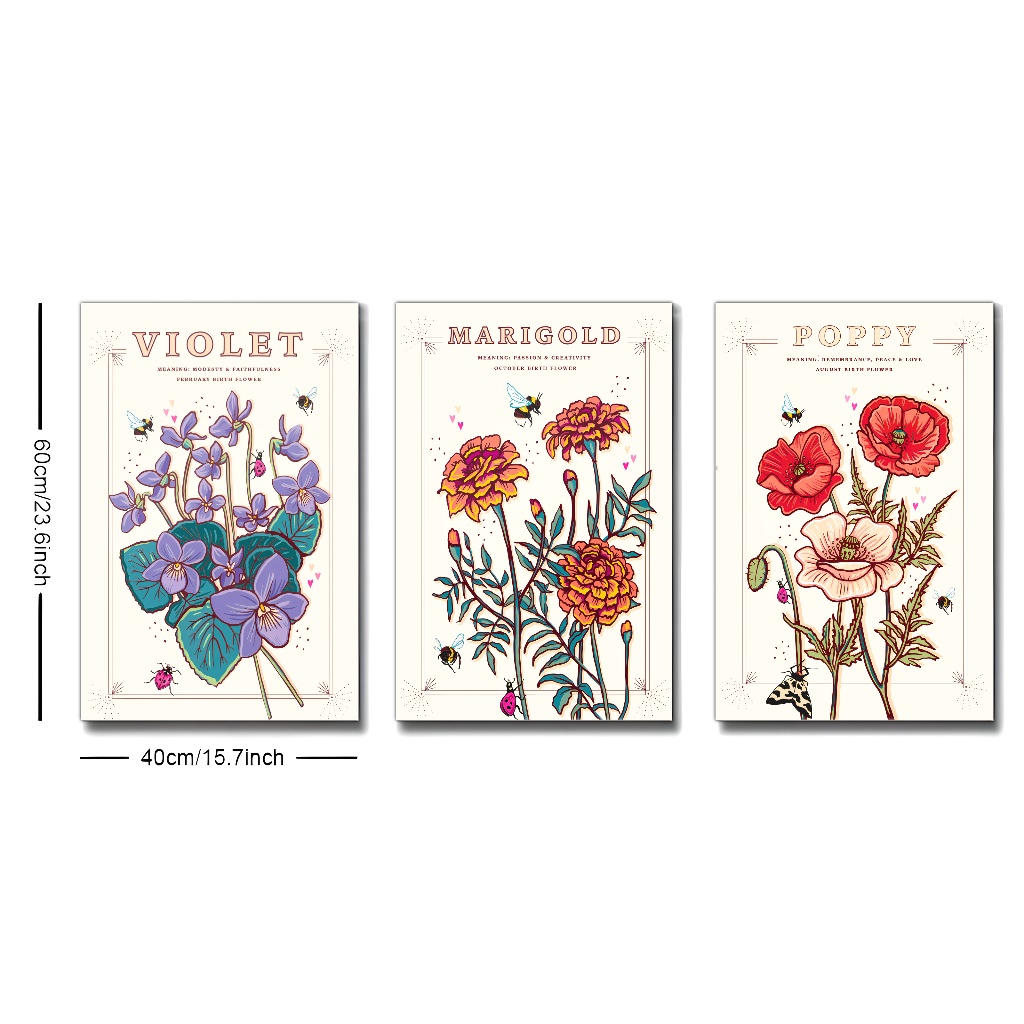 VIOLET
MEANING: MODESTY & FAITHFULNESS
FEBRUARY BIRTH FLOWER
MARIGOLD
MEANING: PASSION & CREATIVITY
OCTOBER BIRTH FLOWER
POPPY
MEANING: REMEMBRANCE, PEACE & LOVE
AUGUST BIRTH FLOWER
60cm/23.6inch
40cm/15.7inch